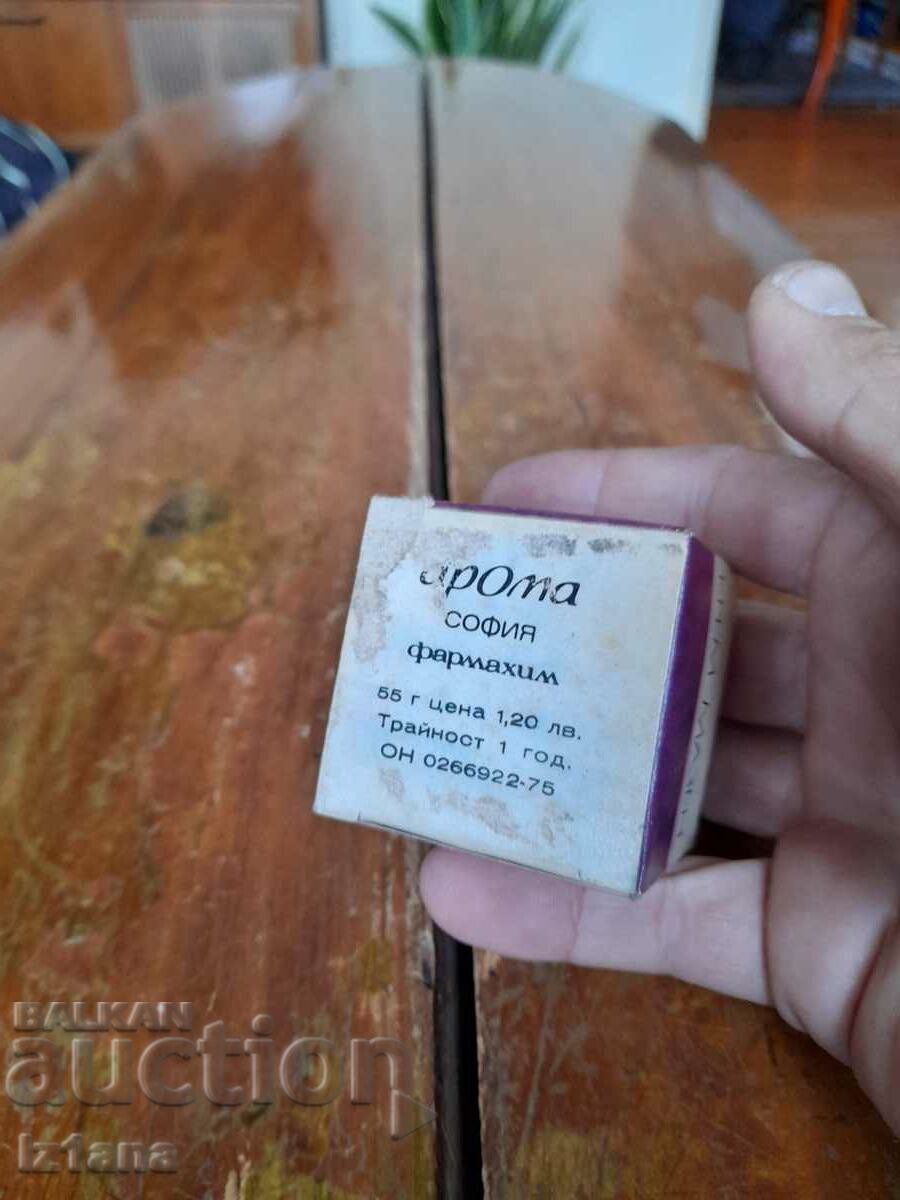 арома
СОФИЯ
фармахим
55 г цена 1,20 лв.
Трайност 1 год.
ОН 0266922-75
BALKAN
auction
Iz1ana